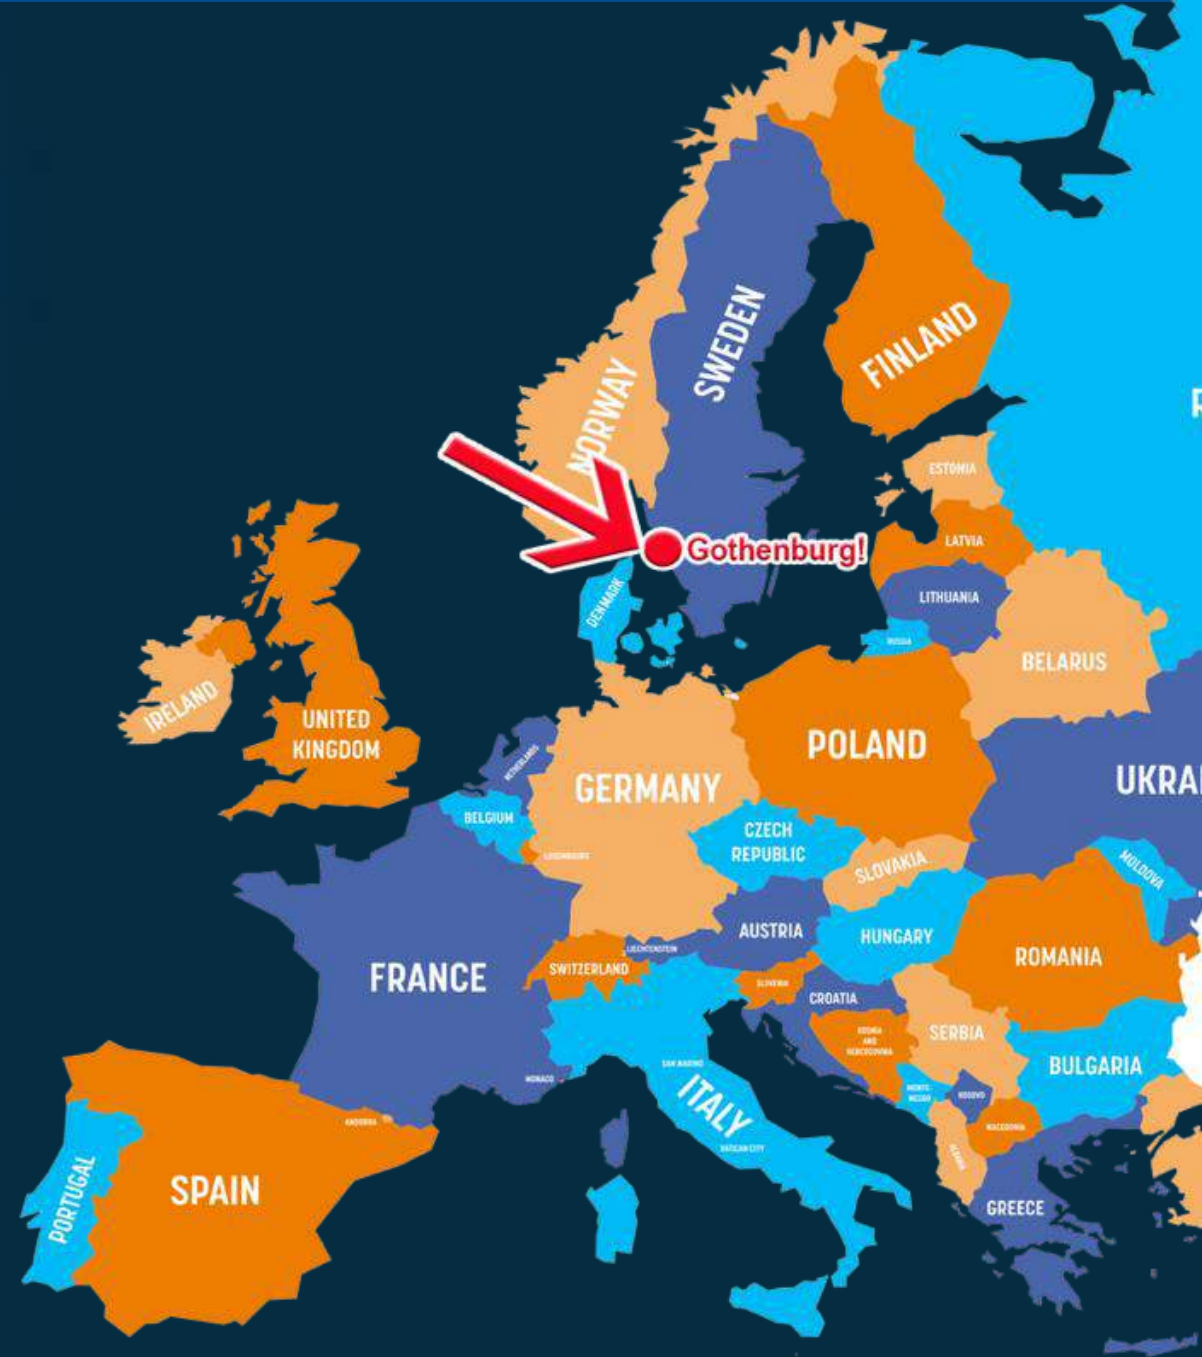 SWEDEN
FINLAND
NORWAY
R
ESTONIA
Gothenburg!
LATVIA
DENMARK
LITHUANIA
RUSSIA
BELARUS
IRELAND
UNITED
KINGDOM
POLAND
NETHERLANDS
GERMANY
UKRAI
BELGIUM
CZECH
REPUBLIC
LUXEMBOURG
SLOVAKIA
MOLDOVA
AUSTRIA
HUNGARY
LIECHTENSTEIN
ROMANIA
SWITZERLAND
FRANCE
SLOVENIA
CROATIA
SERBIA
BOSNIA
AND
HERZEGOVINA
SAN MARINO
BULGARIA
MONACO
MONTE-
NEGRO
KOSOVO
ITALY
ANDORRA
MACEDONIA
VATICAN CITY
ALBANIA
PORTUGAL
SPAIN
GREECE